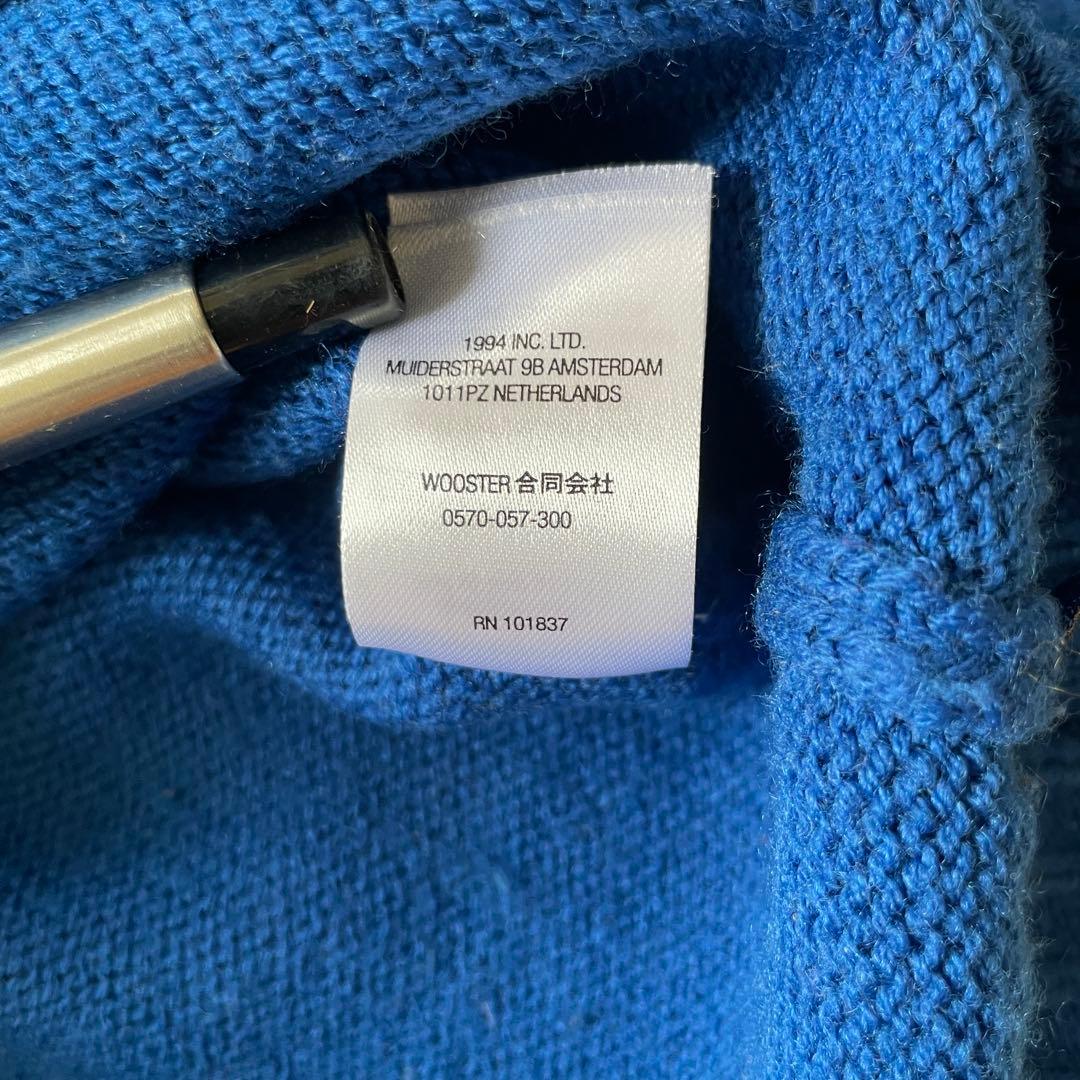 1994 INC. LTD.
MUIDERSTRAAT 9B AMSTERDAM
1011PZ NETHERLANDS
WOOSTER 合同会社
0570-057-300
RN 101837